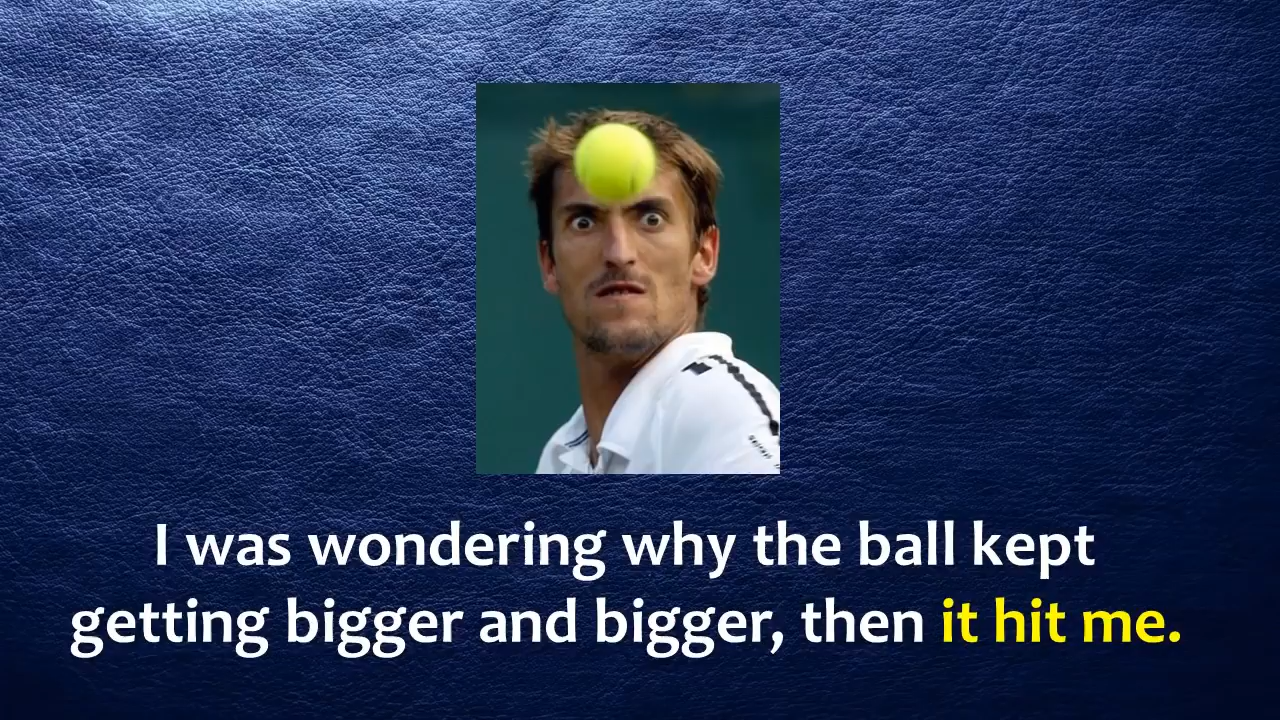 I was wondering why the ball kept
getting bigger and bigger, then it hit me.